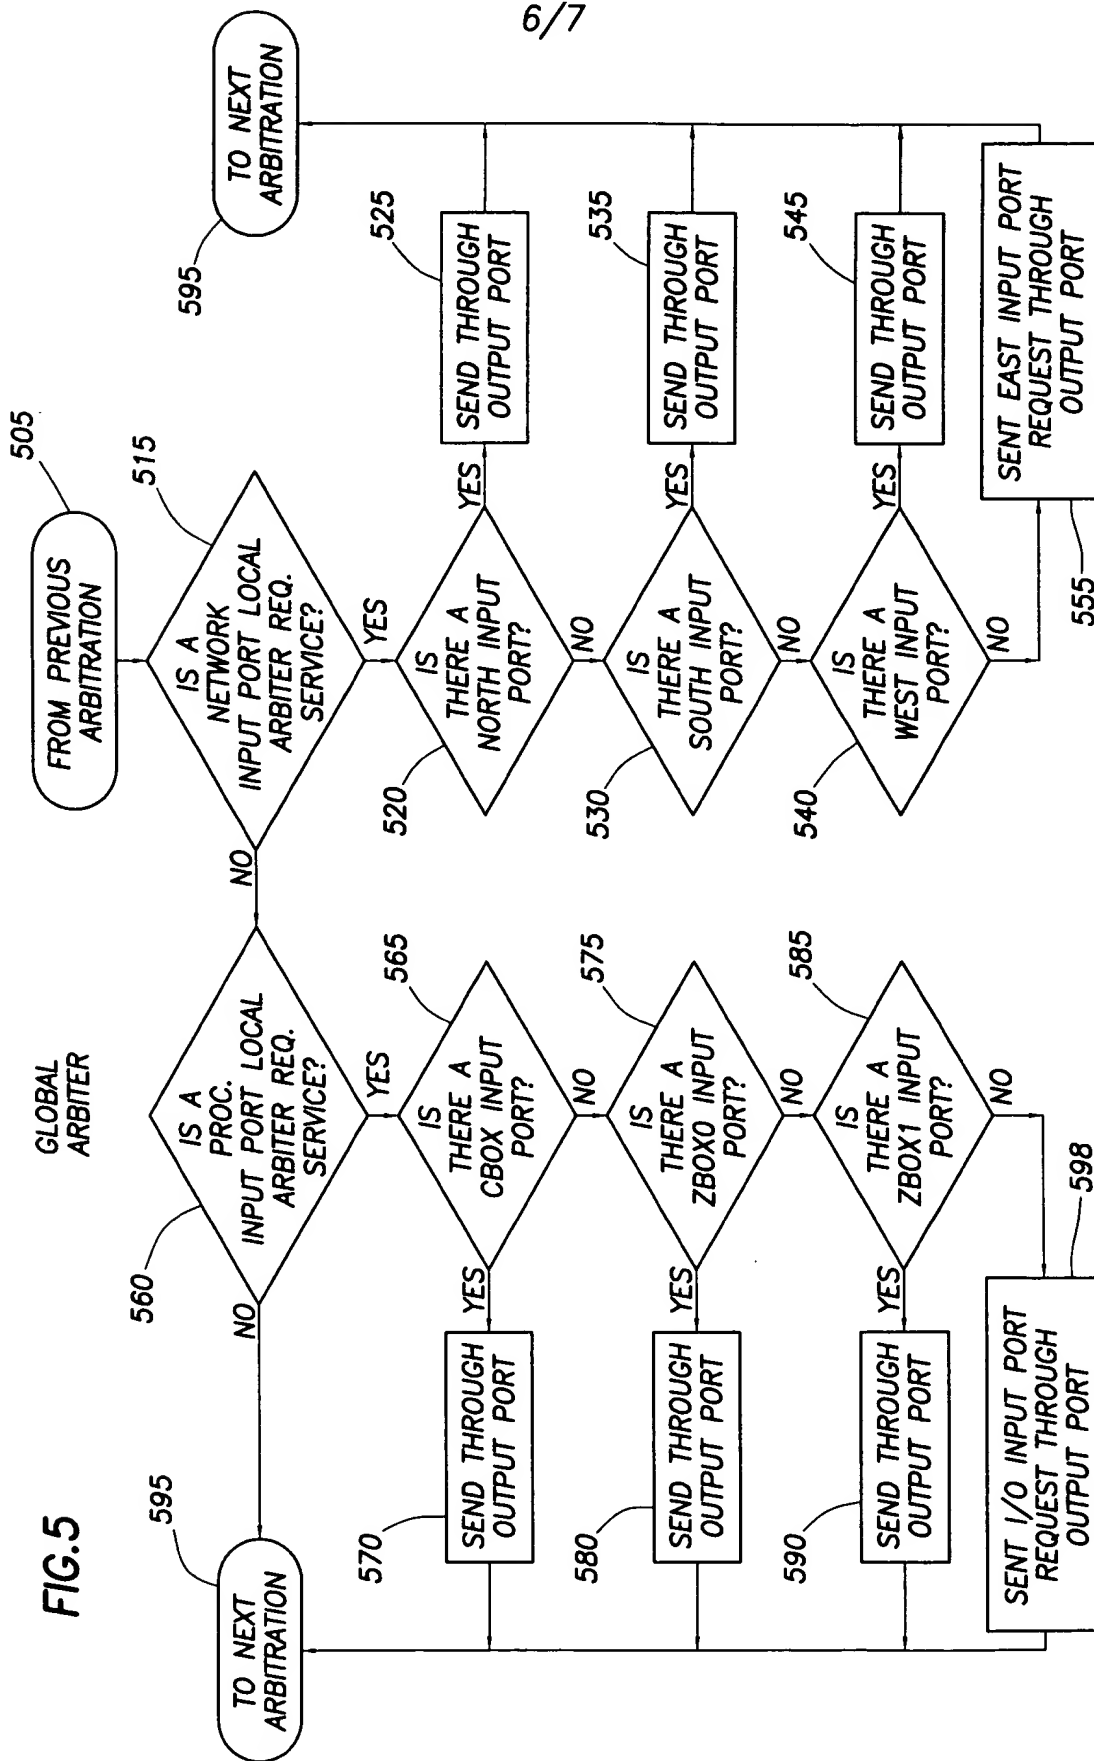 6/7
FIG.5
GLOBAL
ARBITER
FROM PREVIOUS
ARBITRATION
505
IS A
NETWORK
INPUT PORT LOCAL
ARBITER REQ.
SERVICE?
515
NO
YES
IS
THERE A
NORTH INPUT
PORT?
520
YES
NO
SEND THROUGH
OUTPUT PORT
525
IS
THERE A
SOUTH INPUT
PORT?
530
YES
NO
SEND THROUGH
OUTPUT PORT
535
IS
THERE A
WEST INPUT
PORT?
540
YES
NO
SEND THROUGH
OUTPUT PORT
545
SENT EAST INPUT PORT
REQUEST THROUGH
OUTPUT PORT
555
TO NEXT
ARBITRATION
595
IS A
PROC.
INPUT PORT LOCAL
ARBITER REQ.
SERVICE?
560
NO
YES
IS
THERE A
CBOX INPUT
PORT?
565
YES
NO
SEND THROUGH
OUTPUT PORT
570
IS
THERE A
ZBOX0 INPUT
PORT?
575
YES
NO
SEND THROUGH
OUTPUT PORT
580
IS
THERE A
ZBOX1 INPUT
PORT?
585
YES
NO
SEND THROUGH
OUTPUT PORT
590
SENT I/O INPUT PORT
REQUEST THROUGH
OUTPUT PORT
598
TO NEXT
ARBITRATION
595